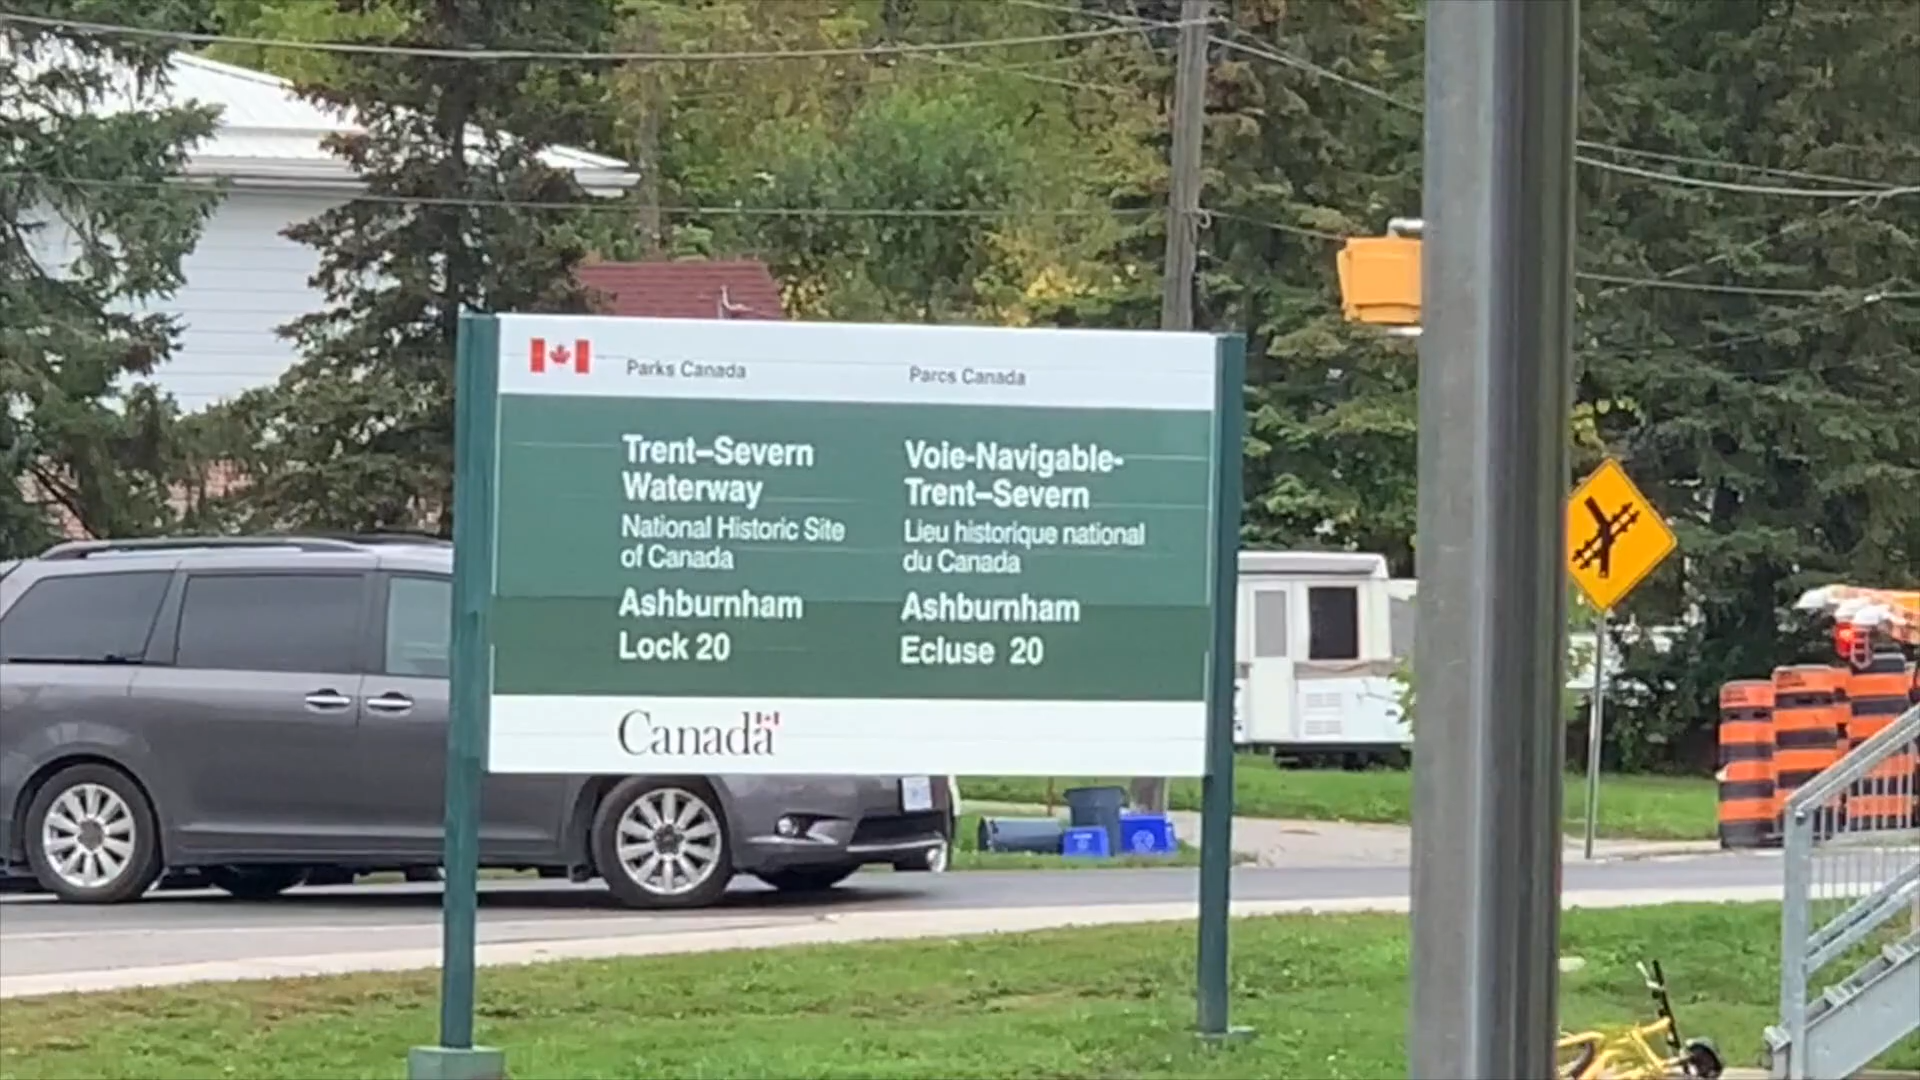 Parks Canada
Parcs Canada
Trent–Severn
Waterway
National Historic Site
of Canada
Ashburnham
Lock 20
Voie-Navigable-
Trent–Severn
Lieu historique national
du Canada
Ashburnham
Ecluse 20
Canada